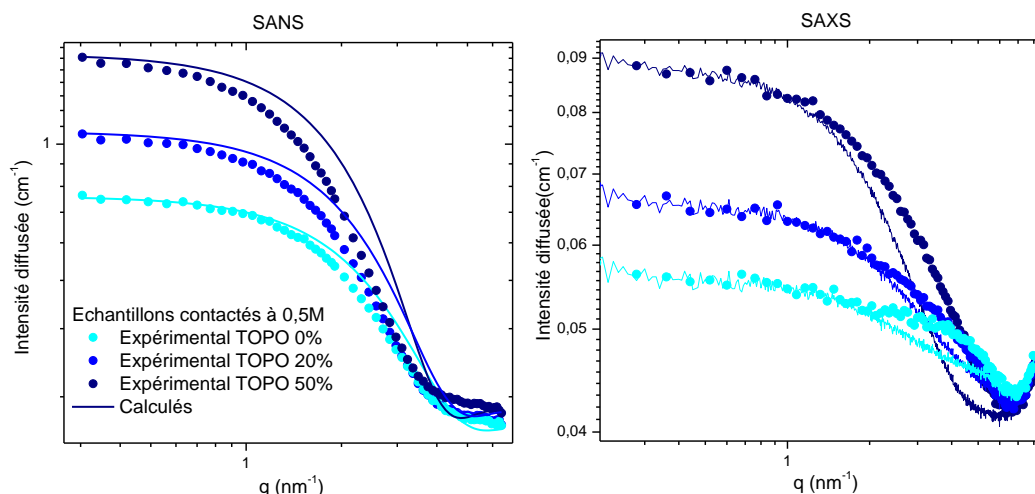 SANS
Intensité diffusée (cm-1)
1
Echantillons contactés à 0,5M
Expérimental TOPO 0%
Expérimental TOPO 20%
Expérimental TOPO 50%
Calculés
1
q (nm-1)
SAXS
Intensité diffusée(cm-1)
0,09
0,08
0,07
0,06
0,05
0,04
1
q (nm-1)